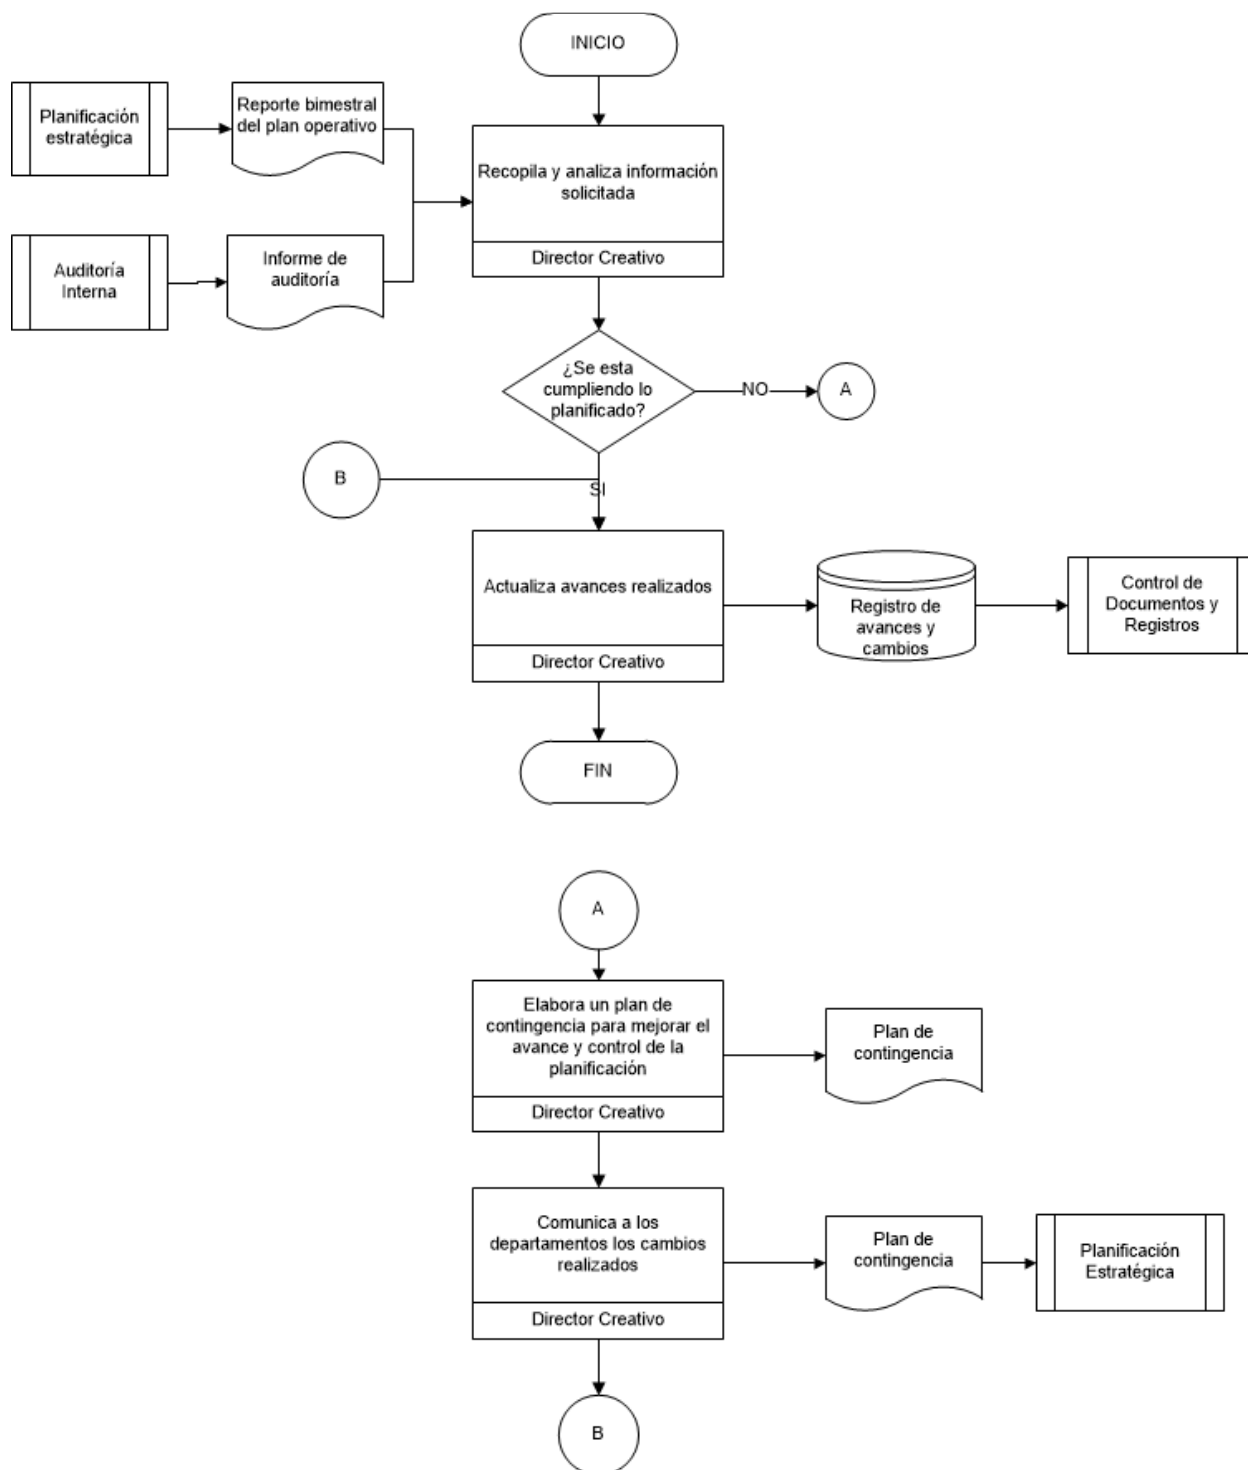 INICIO
Planificación
estratégica
Reporte bimestral
del plan operativo
Recopila y analiza información
solicitada
Director Creativo
Auditoría
Interna
Informe de
auditoría
¿Se esta
cumpliendo lo
planificado?
NO
A
B
SI
Actualiza avances realizados
Director Creativo
Registro de
avances y
cambios
Control de
Documentos y
Registros
FIN
A
Elabora un plan de
contingencia para mejorar el
avance y control de la
planificación
Director Creativo
Plan de
contingencia
Comunica a los
departamentos los cambios
realizados
Director Creativo
Plan de
contingencia
Planificación
Estratégica
B